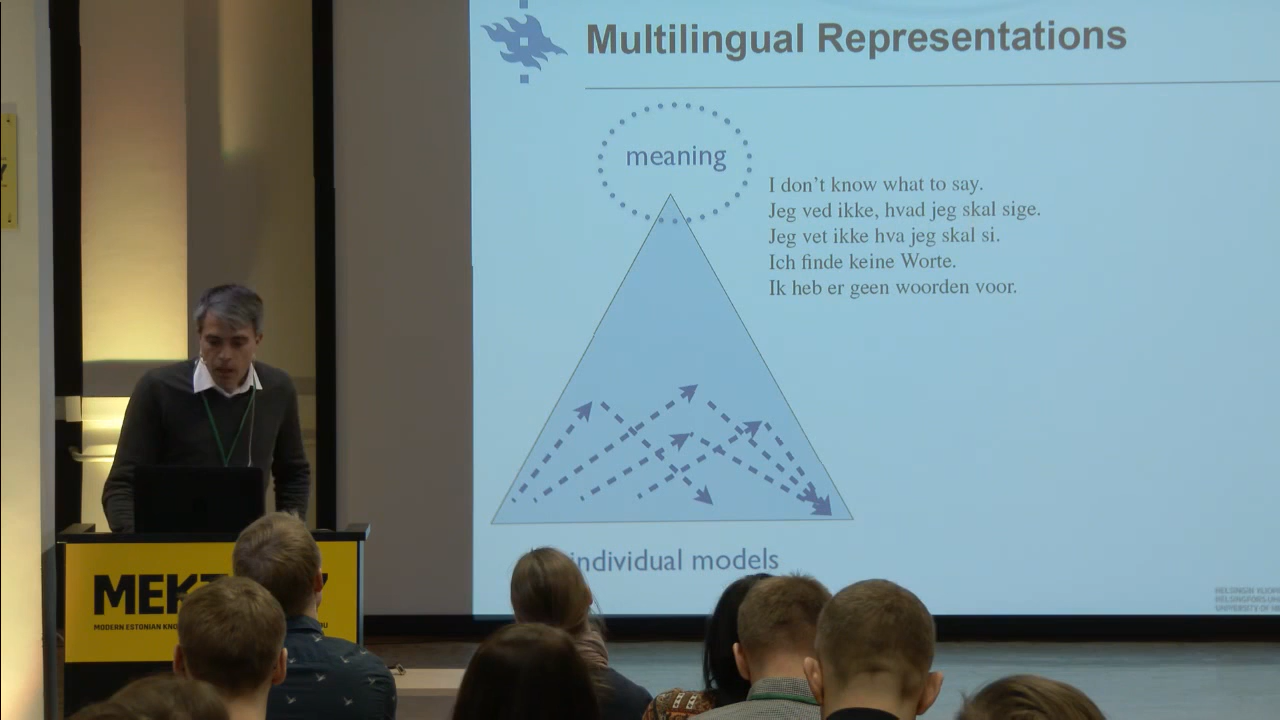 Multilingual Representations
meaning
I don't know what to say.
Jeg ved ikke, hvad jeg skal sige.
Jeg vet ikke hva jeg skal si.
Ich finde keine Worte.
Ik heb er geen woorden voor.
individual models
MODERN ESTONIAN